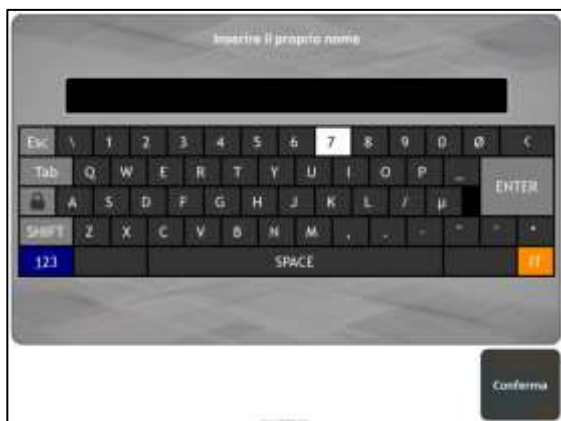 Inserire il proprio nome
Esc \ 1 2 3 4 5 6 7 8 9 0 Ø
Tab Q W E R T Y U I O P _
ENTER
A S D F G H J K L / µ
SHIFT Z X C V B N M , . - *
123 SPACE IT
Conferma